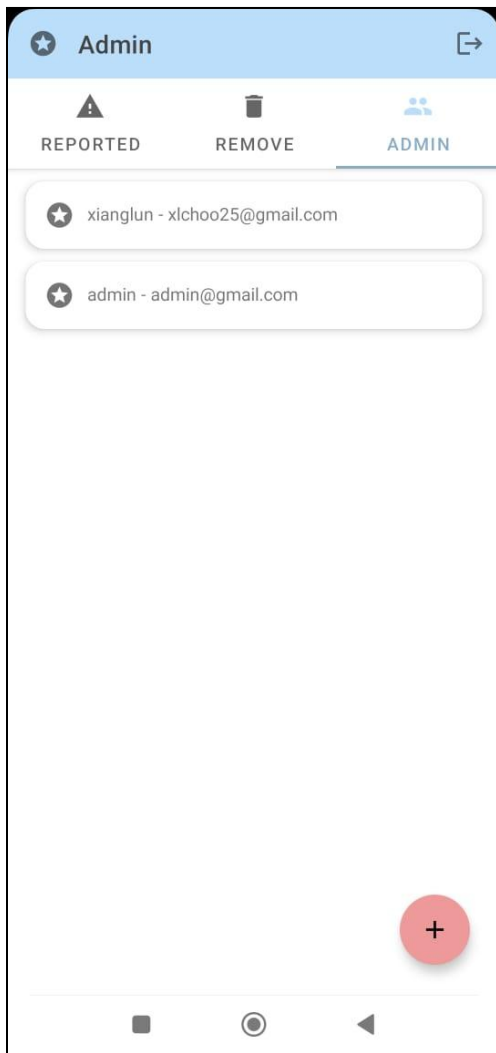 Admin
REPORTED REMOVE ADMIN
xianglun - xlchoo25@gmail.com
admin - admin@gmail.com
+